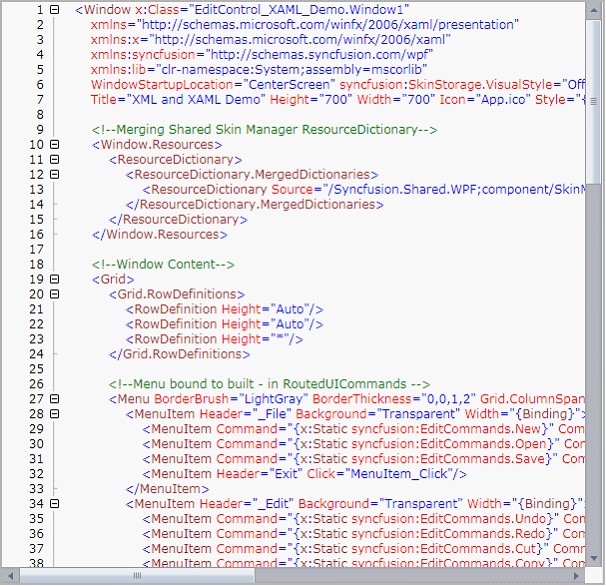 1 <Window x:Class="EditControl_XAML_Demo.Window1"
2 xmlns="http://schemas.microsoft.com/winfx/2006/xaml/presentation"
3 xmlns:x="http://schemas.microsoft.com/winfx/2006/xaml"
4 xmlns:syncfusion="http://schemas.syncfusion.com/wpf"
5 xmlns:lib="clr-namespace:System;assembly=mscorlib"
6 WindowStartupLocation="CenterScreen" syncfusion:SkinStorage.VisualStyle="Off
7 Title="XML and XAML Demo" Height="700" Width="700" Icon="App.ico" Style="{
8
9 <!--Merging Shared Skin Manager ResourceDictionary-->
10 <Window.Resources>
11 <ResourceDictionary>
12 <ResourceDictionary.MergedDictionaries>
13 <ResourceDictionary Source="/Syncfusion.Shared.WPF;component/SkinM
14 </ResourceDictionary.MergedDictionaries>
15 </ResourceDictionary>
16 </Window.Resources>
17
18 <!--Window Content-->
19 <Grid>
20 <Grid.RowDefinitions>
21 <RowDefinition Height="Auto"/>
22 <RowDefinition Height="Auto"/>
23 <RowDefinition Height="*"/>
24 </Grid.RowDefinitions>
25
26 <!--Menu bound to built - in RoutedUICommands -->
27 <Menu BorderBrush="LightGray" BorderThickness="0,0,1,2" Grid.ColumnSpan
28 <MenuItem Header="_File" Background="Transparent" Width="{Binding}">
29 <MenuItem Command="{x:Static syncfusion:EditCommands.New}" Com
30 <MenuItem Command="{x:Static syncfusion:EditCommands.Open}" Com
31 <MenuItem Command="{x:Static syncfusion:EditCommands.Save}" Com
32 <MenuItem Header="Exit" Click="MenuItem_Click"/>
33 </MenuItem>
34 <MenuItem Header="_Edit" Background="Transparent" Width="{Binding}">
35 <MenuItem Command="{x:Static syncfusion:EditCommands.Undo}" Com
36 <MenuItem Command="{x:Static syncfusion:EditCommands.Redo}" Com
37 <MenuItem Command="{x:Static syncfusion:EditCommands.Cut}" Comm
38 <MenuItem Command="{x:Static syncfusion:EditCommands.Copy}" Com